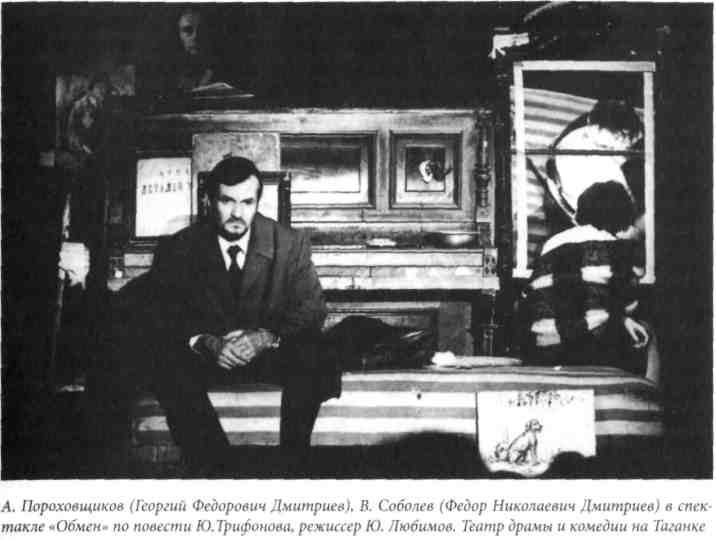 А. Пороховщиков (Георгий Федорович Дмитриев), В. Соболев (Федор Николаевич Дмитриев) в спек-
такле «Обмен» по повести Ю.Трифонова, режиссер Ю. Любимов. Театр драмы и комедии на Таганке